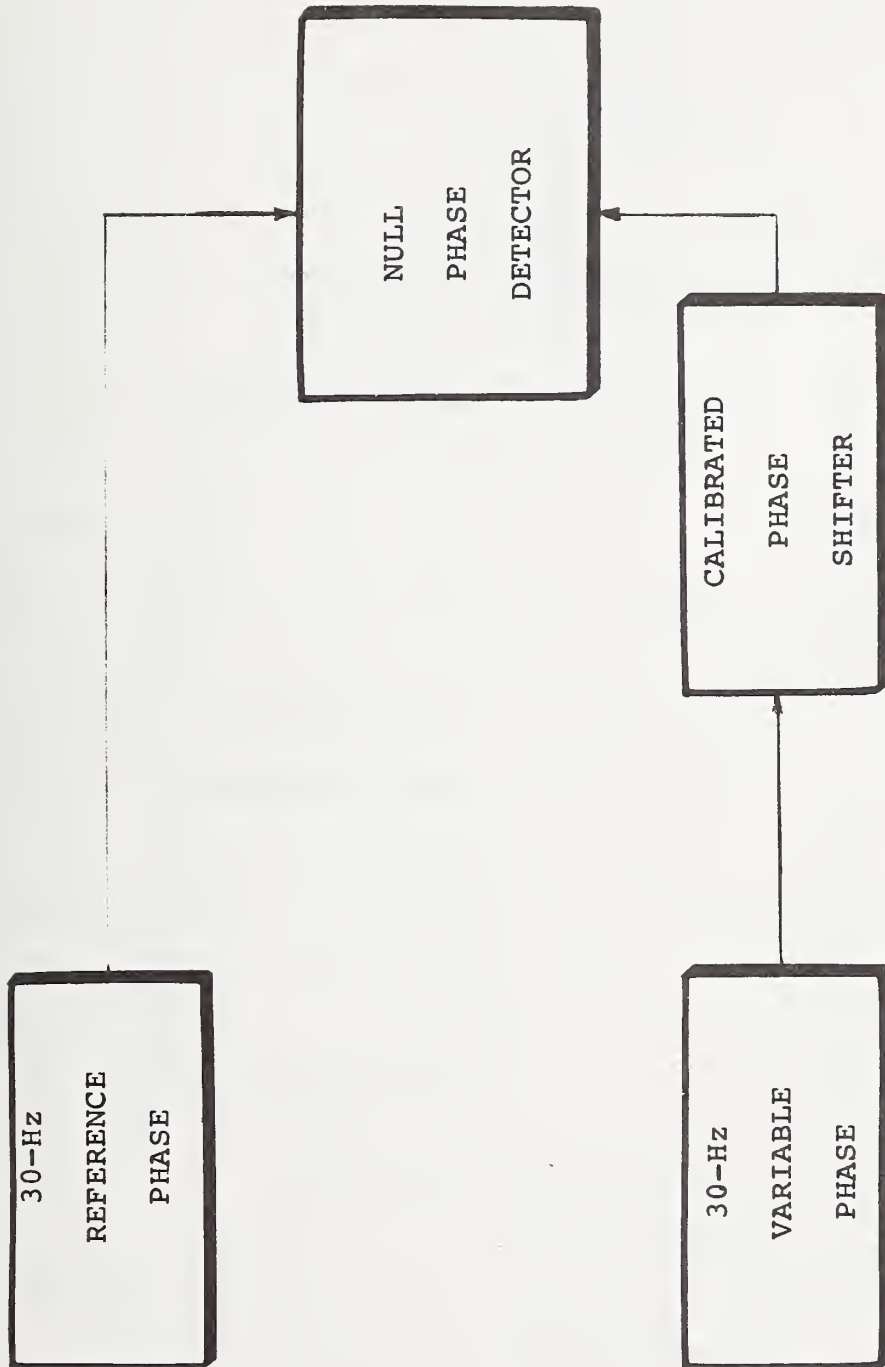 30-Hz
REFERENCE
PHASE
NULL
PHASE
DETECTOR
30-Hz
VARIABLE
PHASE
CALIBRATED
PHASE
SHIFTER